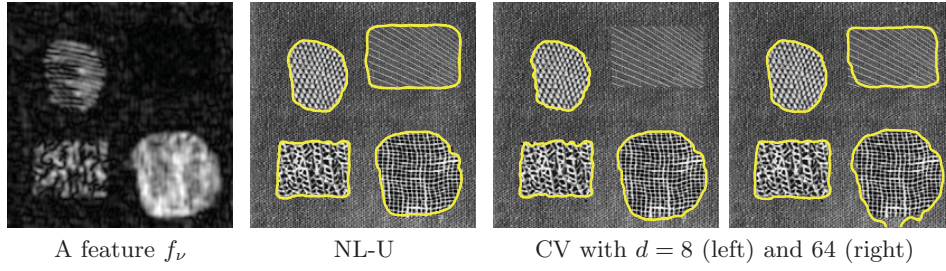 A feature $f_\nu$ NL-U CV with $d = 8$ (left) and 64 (right)